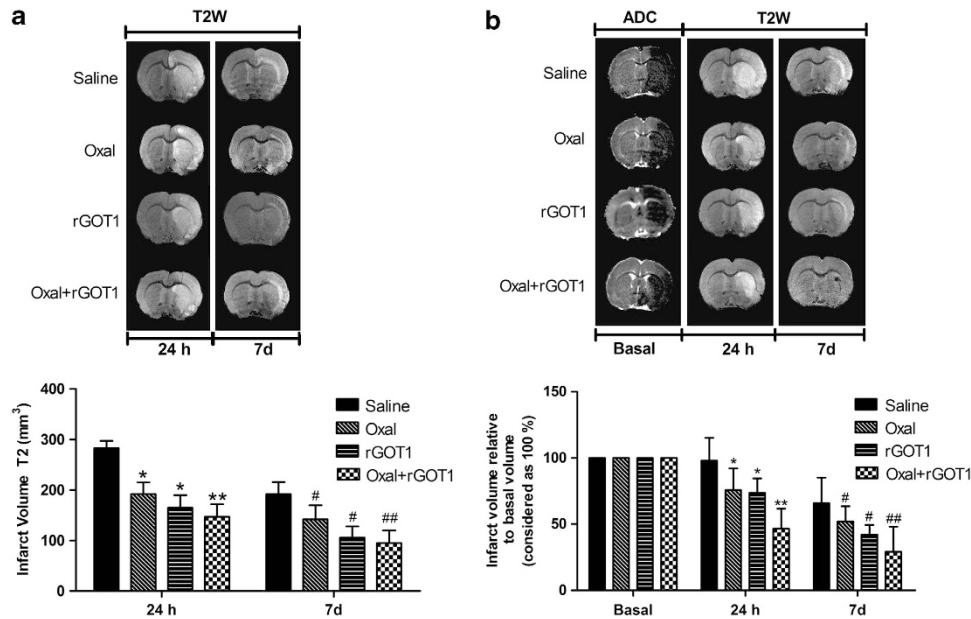 a
T2W
Saline
Oxal
rGOT1
Oxal+rGOT1
24 h 7d
Infarct Volume T2 (mm³)
400
300
200
100
0
* * **
# # ##
24 h 7d
Saline
Oxal
rGOT1
Oxal+rGOT1
b
ADC T2W
Saline
Oxal
rGOT1
Oxal+rGOT1
Basal 24 h 7d
Infarct volume relative
to basal volume
(considered as 100 %)
150
100
50
0
* * **
# # ##
Basal 24 h 7d
Saline
Oxal
rGOT1
Oxal+rGOT1